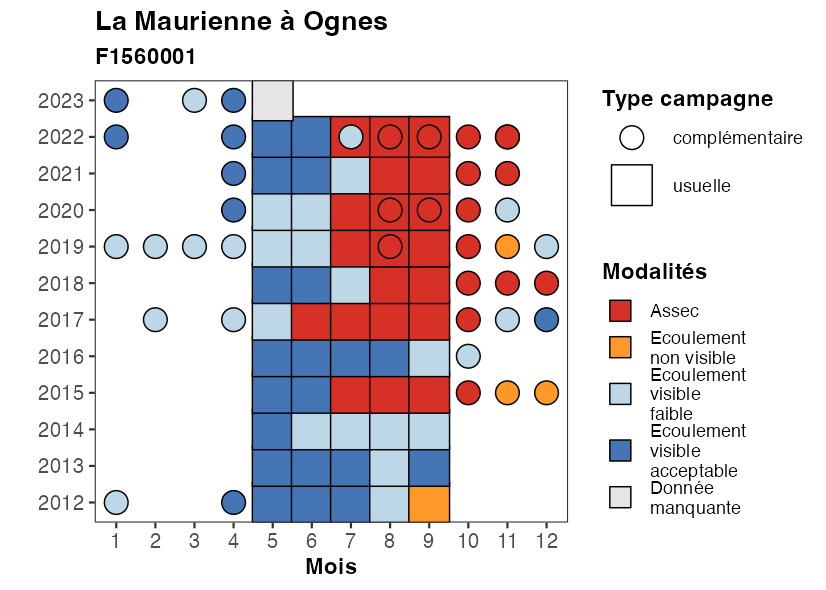 La Maurienne à Ognes
F1560001
2023
2022
2021
2020
2019
2018
2017
2016
2015
2014
2013
2012
1 2 3 4 5 6 7 8 9 10 11 12
Mois
Type campagne
complémentaire
usuelle
Modalités
Assec
Ecoulement
non visible
Ecoulement
visible
faible
Ecoulement
visible
acceptable
Donnée
manquante